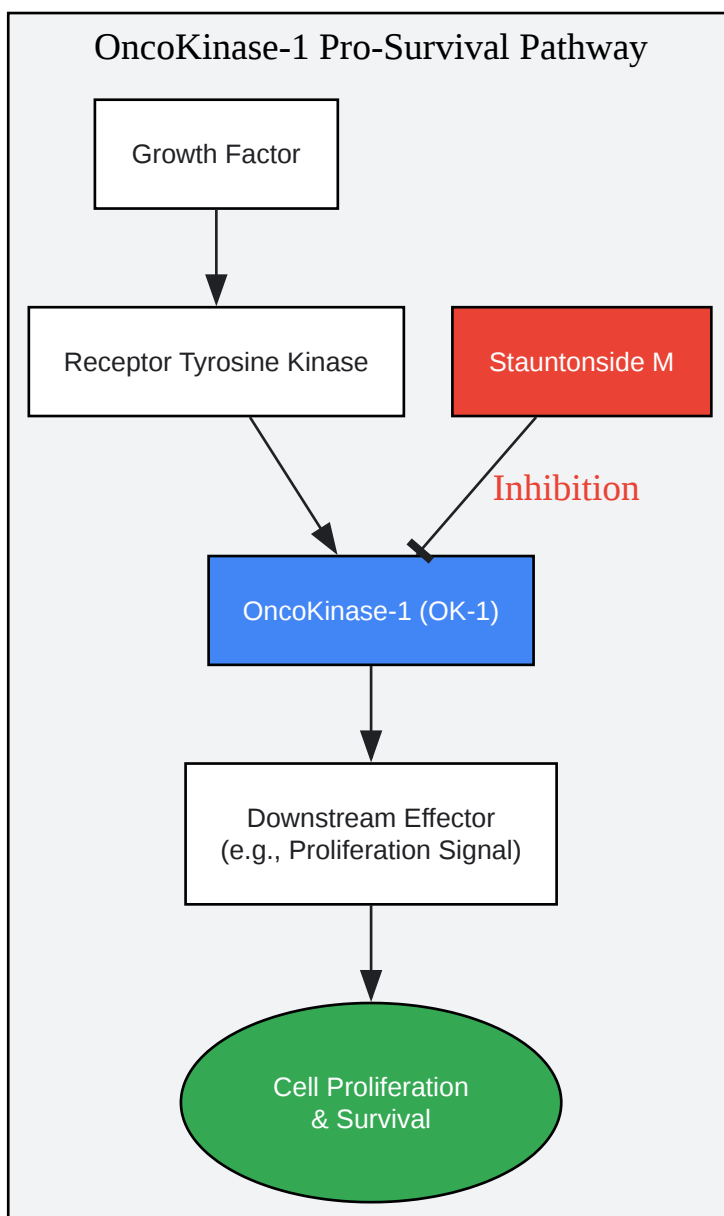 OncoKinase-1 Pro-Survival Pathway
Growth Factor
Receptor Tyrosine Kinase
Stauntonside M
Inhibition
OncoKinase-1 (OK-1)
Downstream Effector
(e.g., Proliferation Signal)
Cell Proliferation
& Survival